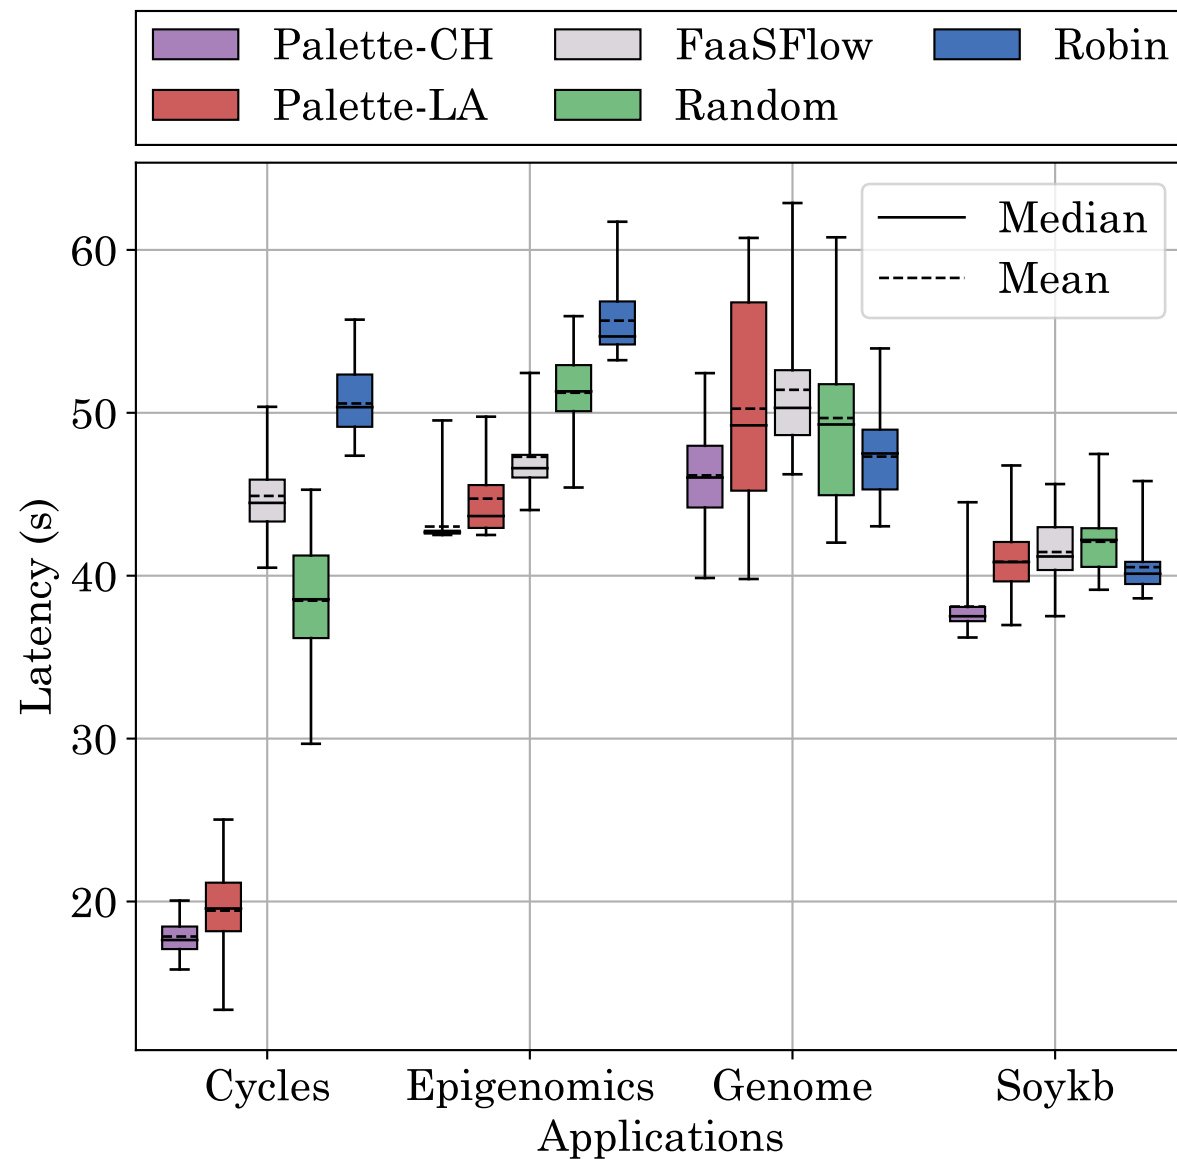 Palette-CH FaaSFlow Robin
Palette-LA Random
Median
Mean
Latency (s)
60
50
40
30
20
Cycles Epigenomics Genome Soykb
Applications